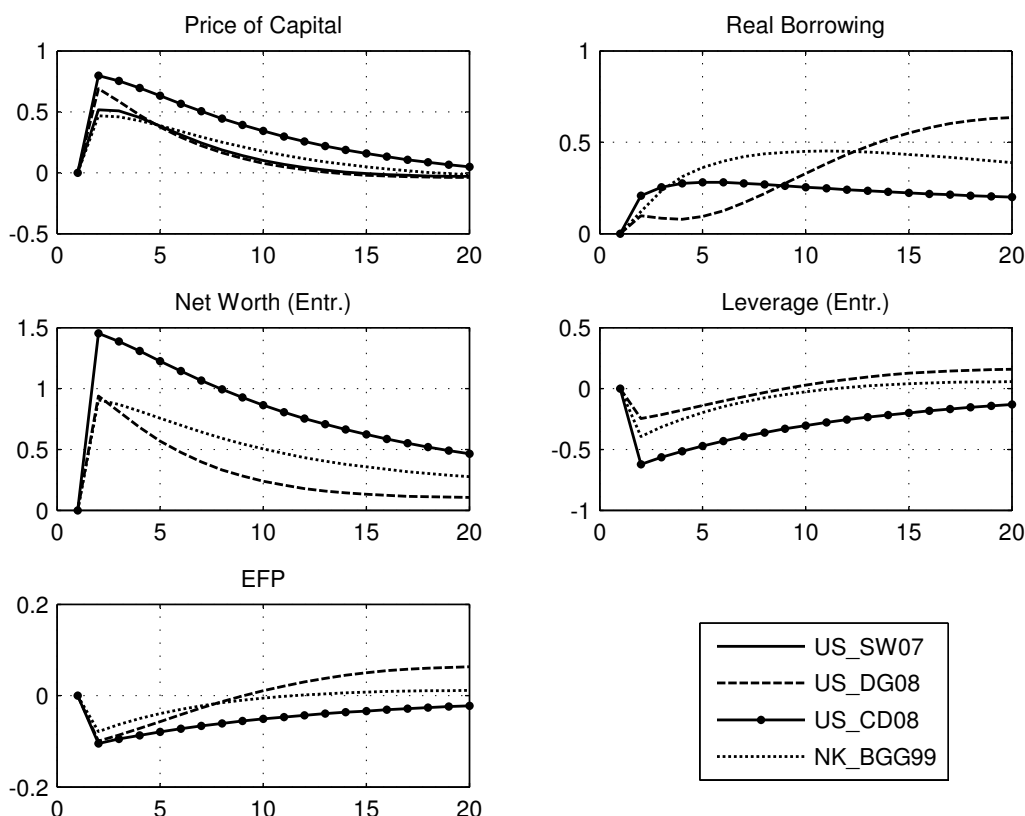 Price of Capital
1
0.5
0
-0.5
0 5 10 15 20
Real Borrowing
1
0.5
0
0 5 10 15 20
Net Worth (Entr.)
1.5
1
0.5
0
0 5 10 15 20
Leverage (Entr.)
0.5
0
-0.5
-1
0 5 10 15 20
EFP
0.2
0
-0.2
0 5 10 15 20
US_SW07
US_DG08
US_CD08
NK_BGG99